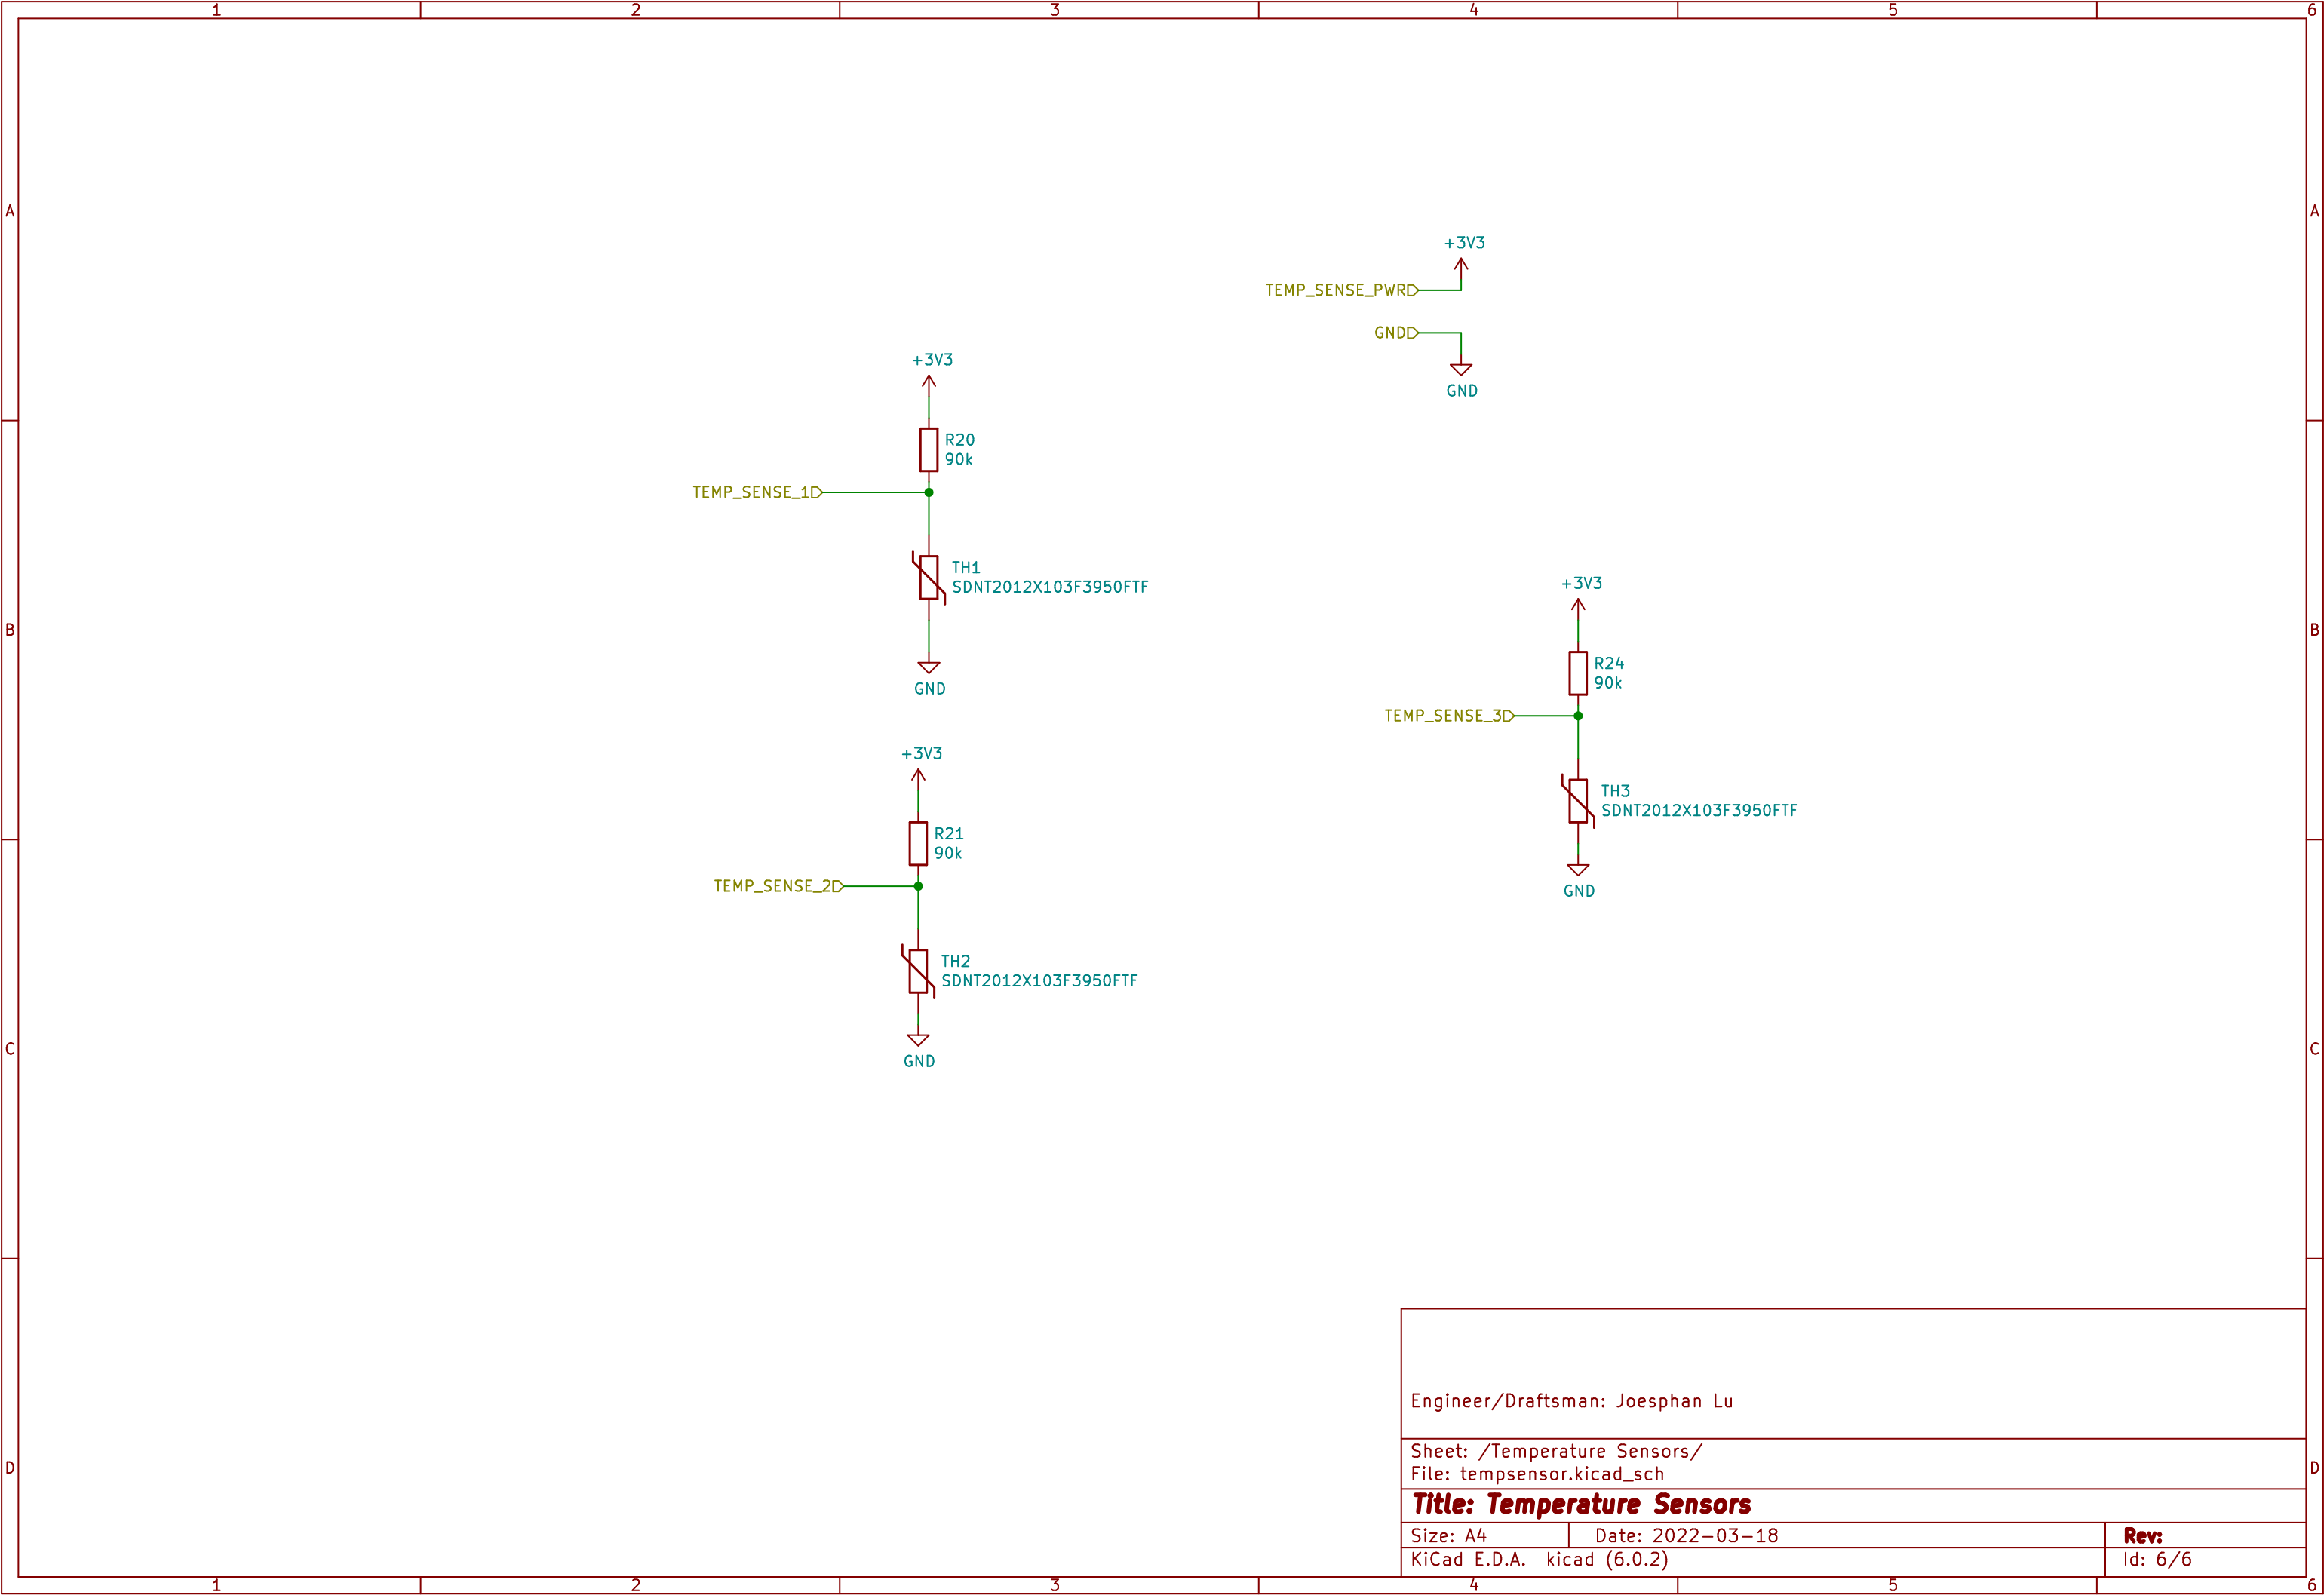 1 2 3 4 5 6
A A
+3V3
TEMP_SENSE_PWR
GND
GND
+3V3
R20
90k
TEMP_SENSE_1
TH1
SDNT2012X103F3950FTF
GND
B B
+3V3
R24
90k
TEMP_SENSE_3
TH3
SDNT2012X103F3950FTF
GND
+3V3
R21
90k
TEMP_SENSE_2
TH2
SDNT2012X103F3950FTF
GND
C C
Engineer/Draftsman: Joesphan Lu
Sheet: /Temperature Sensors/
File: tempsensor.kicad_sch
D D
Title: Temperature Sensors
Size: A4 Date: 2022-03-18 Rev:
KiCad E.D.A. kicad (6.0.2) Id: 6/6
1 2 3 4 5 6